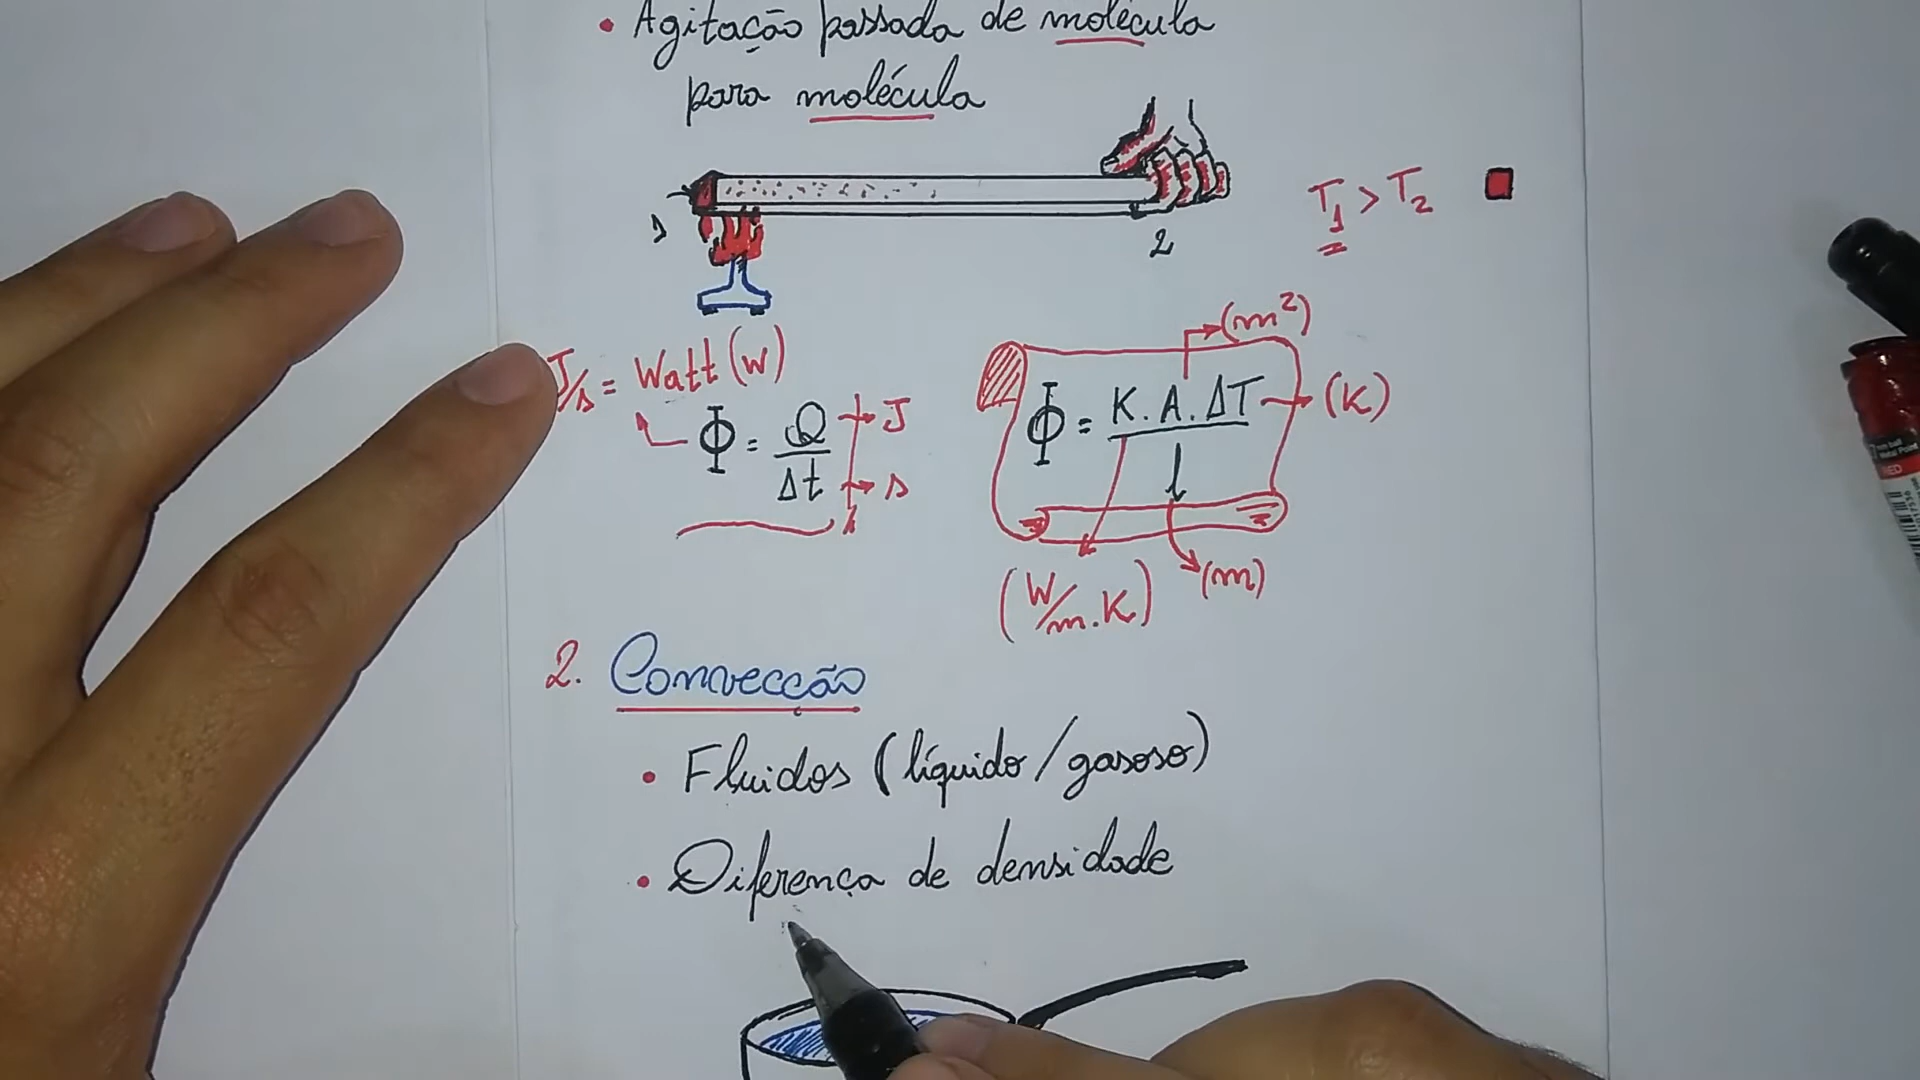 • Agitação passada de molécula
para molécula
1
2
T1 > T2
J/s = Watt (W)
Φ = Q/Δt
J
s
Φ = K.A.ΔT/l
(m²)
(K)
(W/m.K)
(m)
2. Convecção
• Fluidos (líquido/gasoso)
• Diferença de densidade